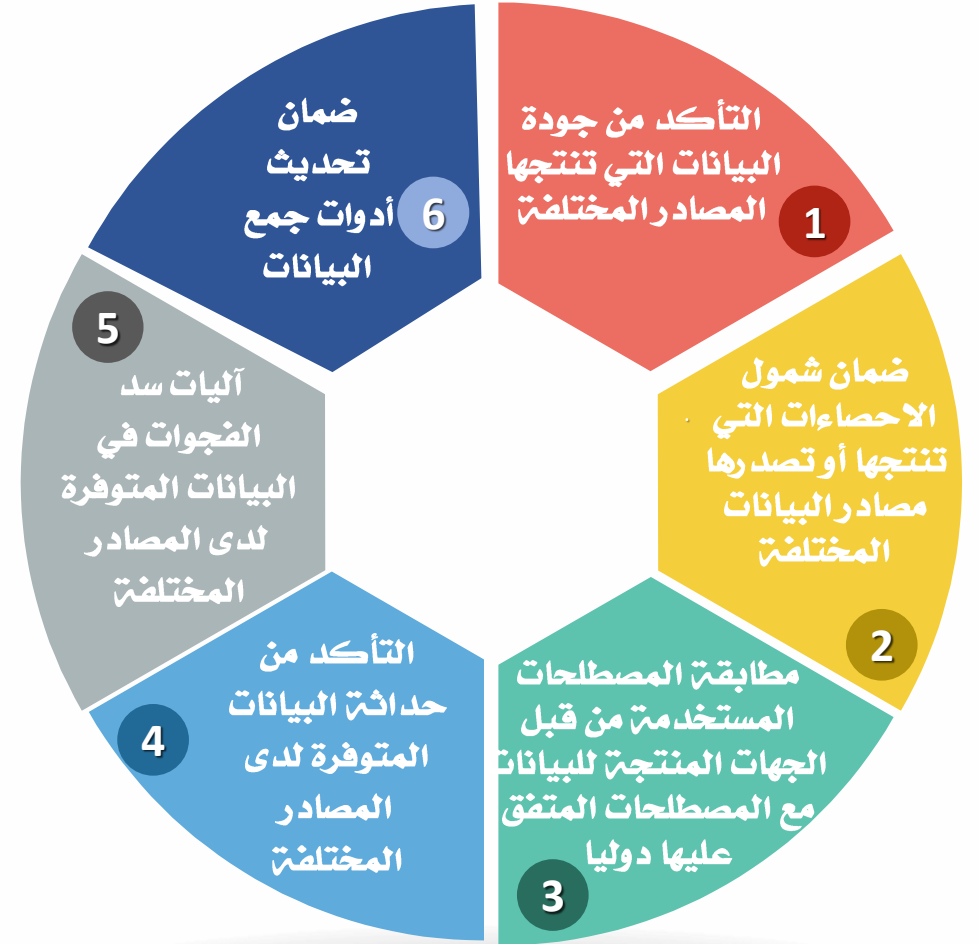 التأكد من جودة
البيانات التي تنتجها
المصادر المختلفة
1
ضمان شمول
الاحصاءات التي
تنتجها أو تصدرها
مصادر البيانات
المختلفة
2
مطابقة المصطلحات
المستخدمة من قبل
الجهات المنتجة للبيانات
مع المصطلحات المتفق
عليها دوليا
3
التأكد من
حداثة البيانات
المتوفرة لدى
المصادر
المختلفة
4
5
آليات سد
الفجوات في
البيانات المتوفرة
لدى المصادر
المختلفة
ضمان
تحديث
أدوات جمع
البيانات
6